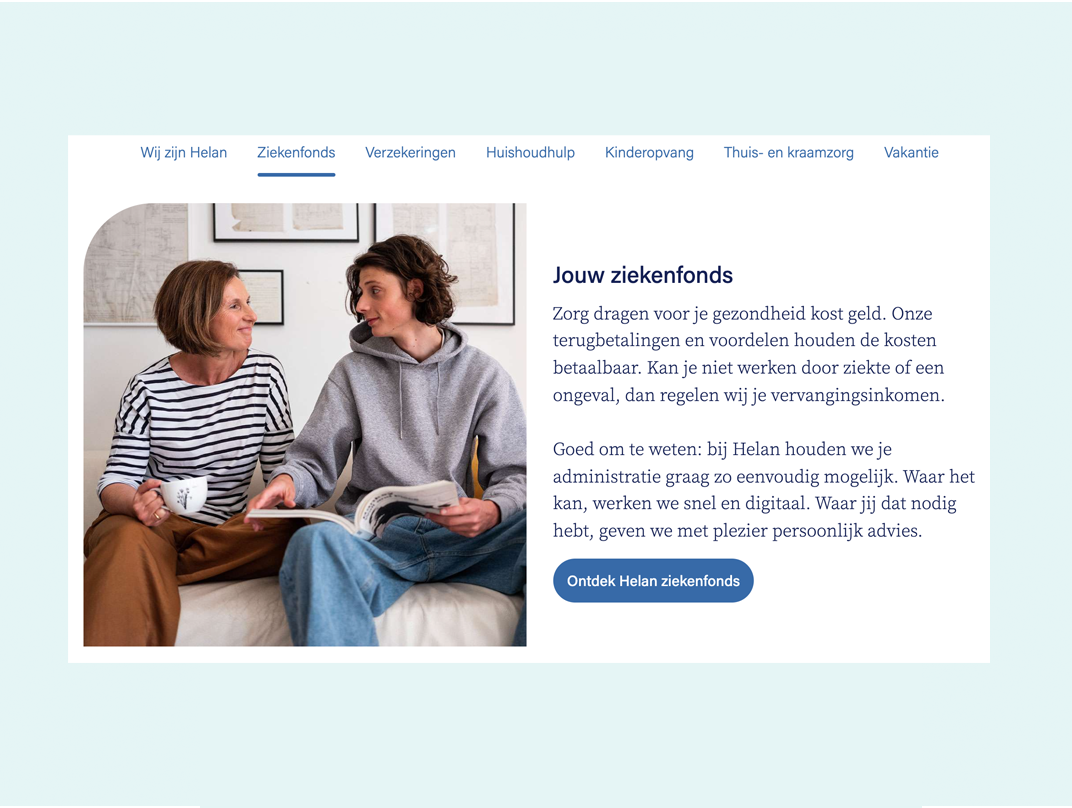 Wij zijn Helan
Ziekenfonds
Verzekeringen
Huishoudhulp
Kinderopvang
Thuis- en kraamzorg
Vakantie
Jouw ziekenfonds
Zorg dragen voor je gezondheid kost geld. Onze
terugbetalingen en voordelen houden de kosten
betaalbaar. Kan je niet werken door ziekte of een
ongeval, dan regelen wij je vervangingsinkomen.
Goed om te weten: bij Helan houden we je
administratie graag zo eenvoudig mogelijk. Waar het
kan, werken we snel en digitaal. Waar jij dat nodig
hebt, geven we met plezier persoonlijk advies.
Ontdek Helan ziekenfonds